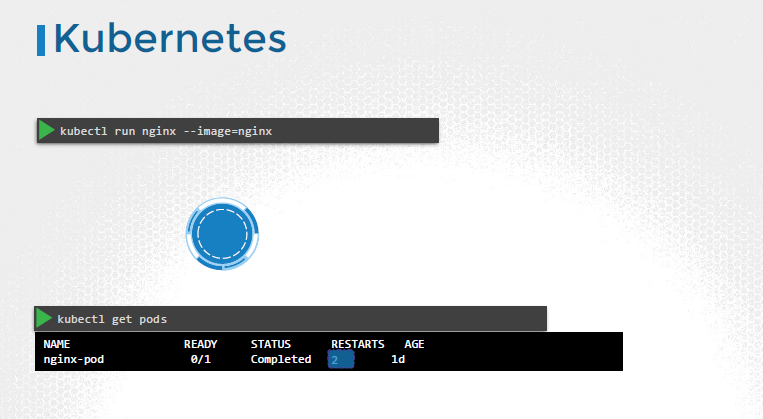 Kubernetes
kubectl run nginx --image=nginx
kubectl get pods
NAME READY STATUS RESTARTS AGE
nginx-pod 0/1 Completed 2 1d